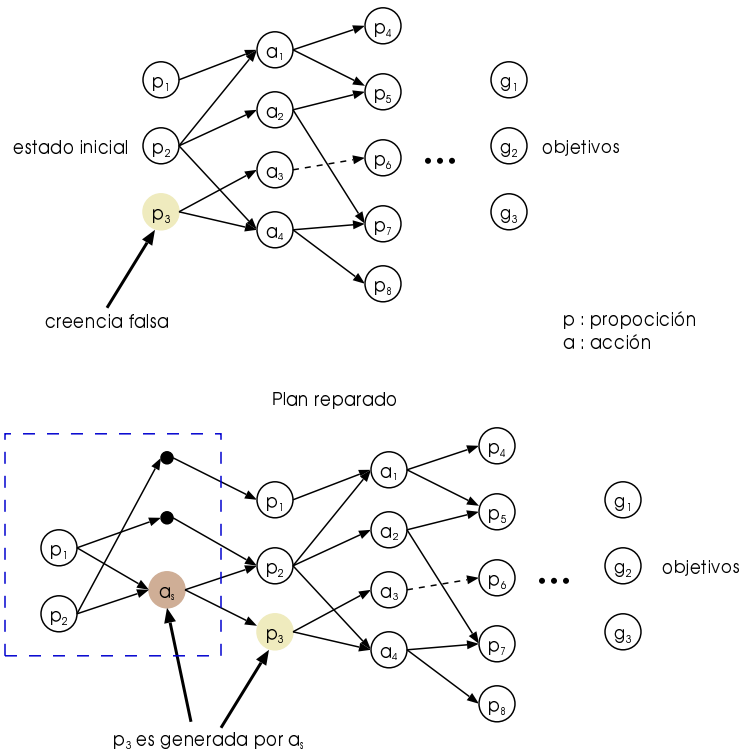 p₁ a₁ p₄ g₁
a₂ p₅
estado inicial p₂ a₃ p₆ ... g₂ objetivos
p₃ a₄ p₇ g₃
p₈
creencia falsa
p : propocición
a : acción
Plan reparado
p₁ a₁ p₄ g₁
p₁ a₂ p₅
p₂ aₛ p₂ a₃ p₆ ... g₂ objetivos
p₃ a₄ p₇ g₃
p₈
p₃ es generada por aₛ